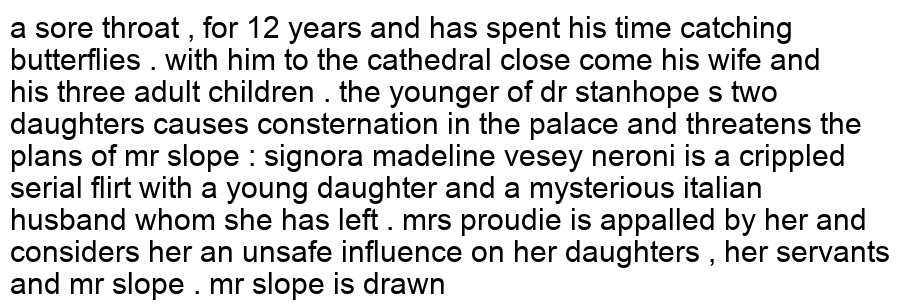 a sore throat , for 12 years and has spent his time catching
butterflies . with him to the cathedral close come his wife and
his three adult children . the younger of dr stanhope s two
daughters causes consternation in the palace and threatens the
plans of mr slope : signora madeline vesey neroni is a crippled
serial flirt with a young daughter and a mysterious italian
husband whom she has left . mrs proudie is appalled by her and
considers her an unsafe influence on her daughters , her servants
and mr slope . mr slope is drawn